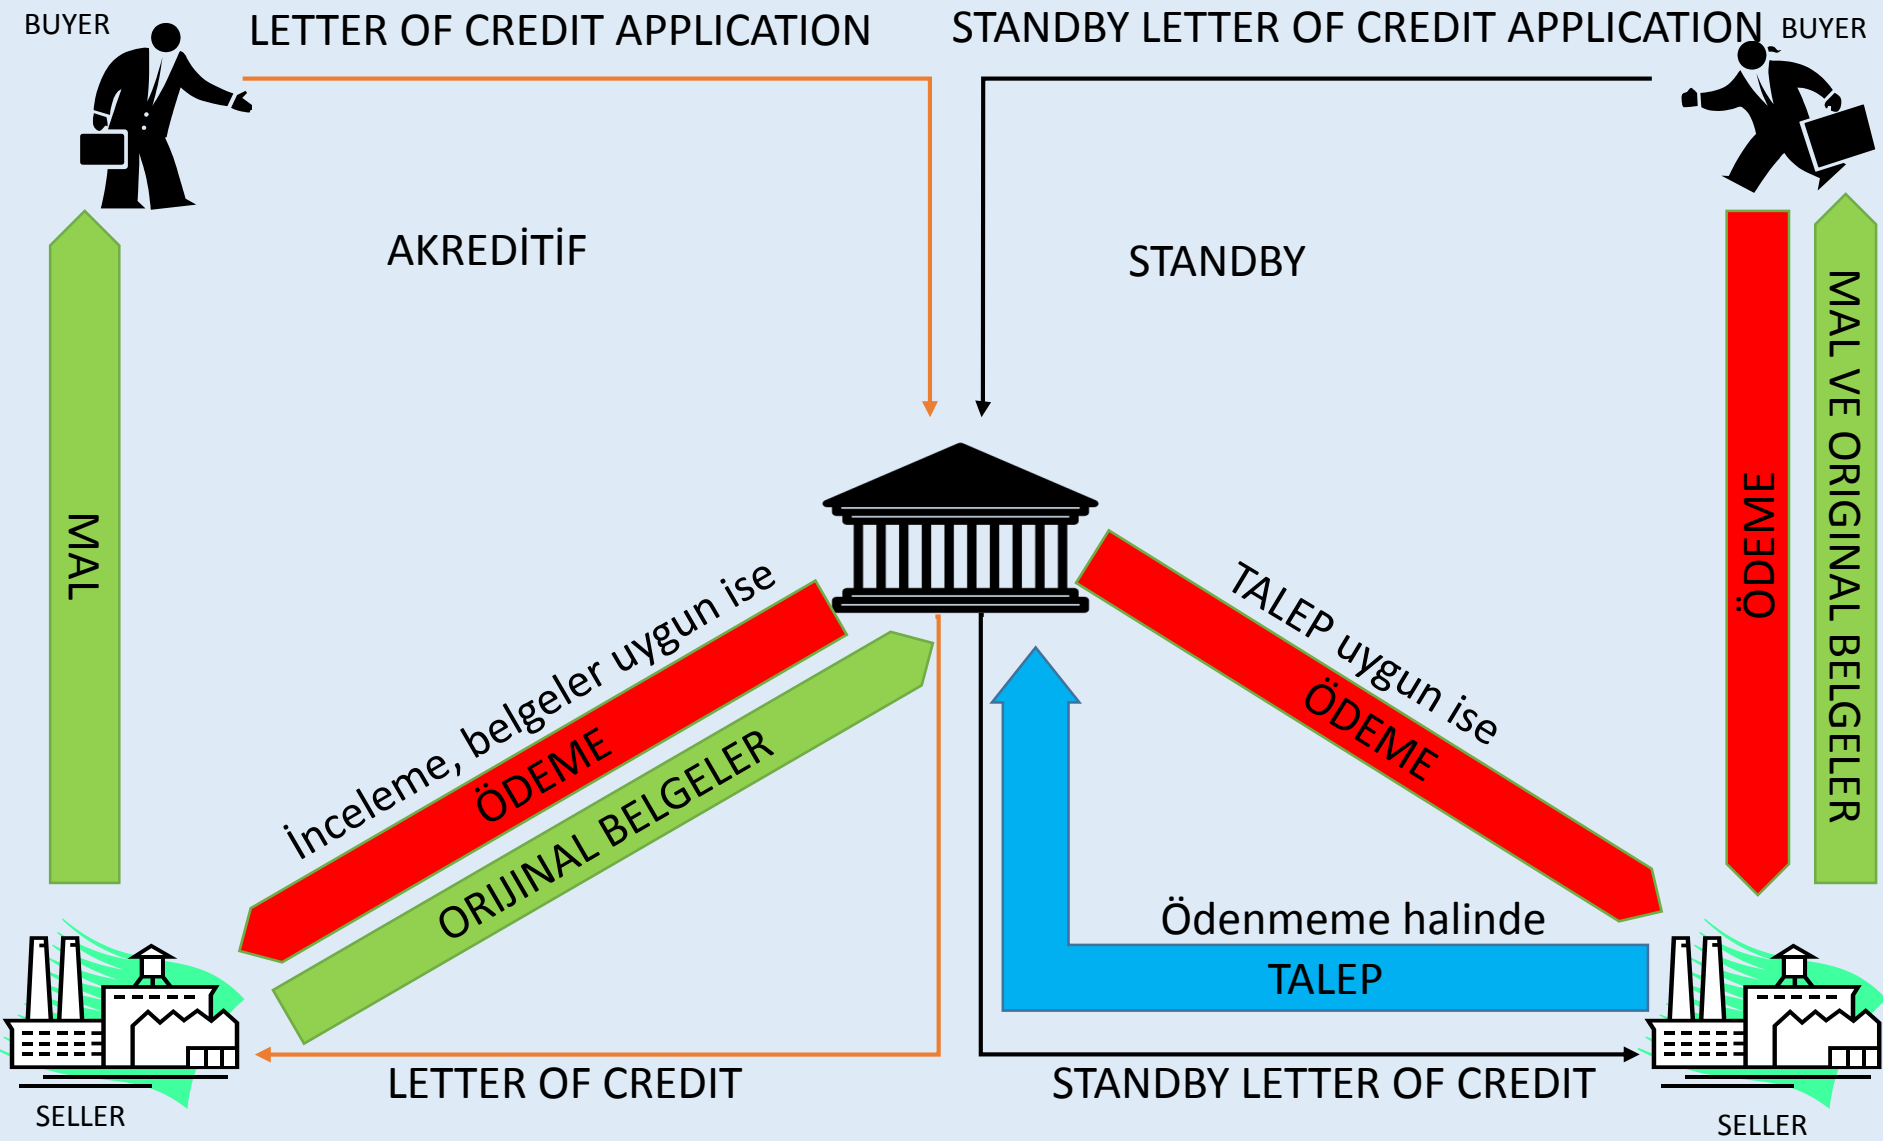 BUYER
LETTER OF CREDIT APPLICATION
STANDBY LETTER OF CREDIT APPLICATION
BUYER
AKREDİTİF
STANDBY
MAL
İnceleme, belgeler uygun ise
ÖDEME
ORIJINAL BELGELER
TALEP uygun ise
ÖDEME
ÖDEME
MAL VE ORIGINAL BELGELER
Ödenmeme halinde
TALEP
LETTER OF CREDIT
STANDBY LETTER OF CREDIT
SELLER
SELLER